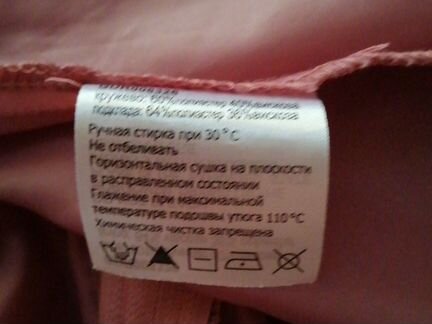 кружево: 60%полиэстер 40%вискоза
подклада: 64%полиэстер 36%вискоза
Ручная стирка при 30°C
Не отбеливать
Горизонтальная сушка на плоскости
в расправленном состоянии
Глажение при максимальной
температуре подошвы утюга 110°C
Химическая чистка запрещена